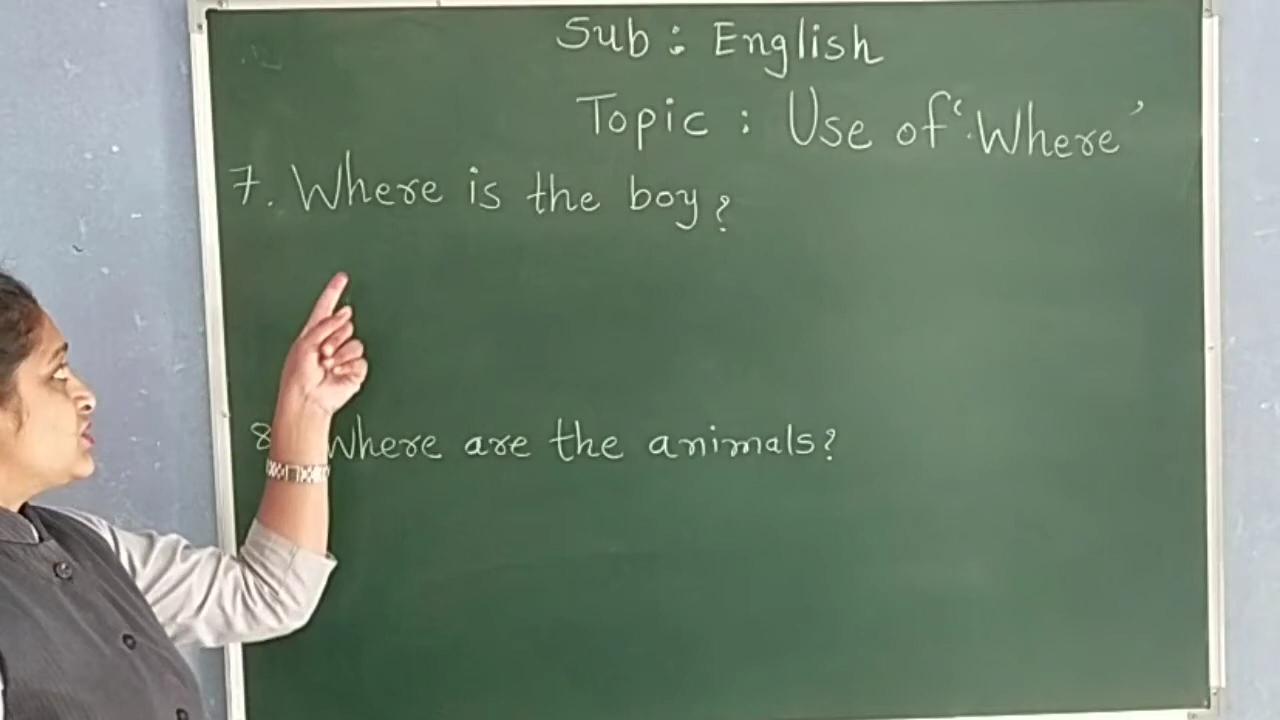 Sub : English
Topic : Use of 'Where'
7. Where is the boy?
8. Where are the animals?